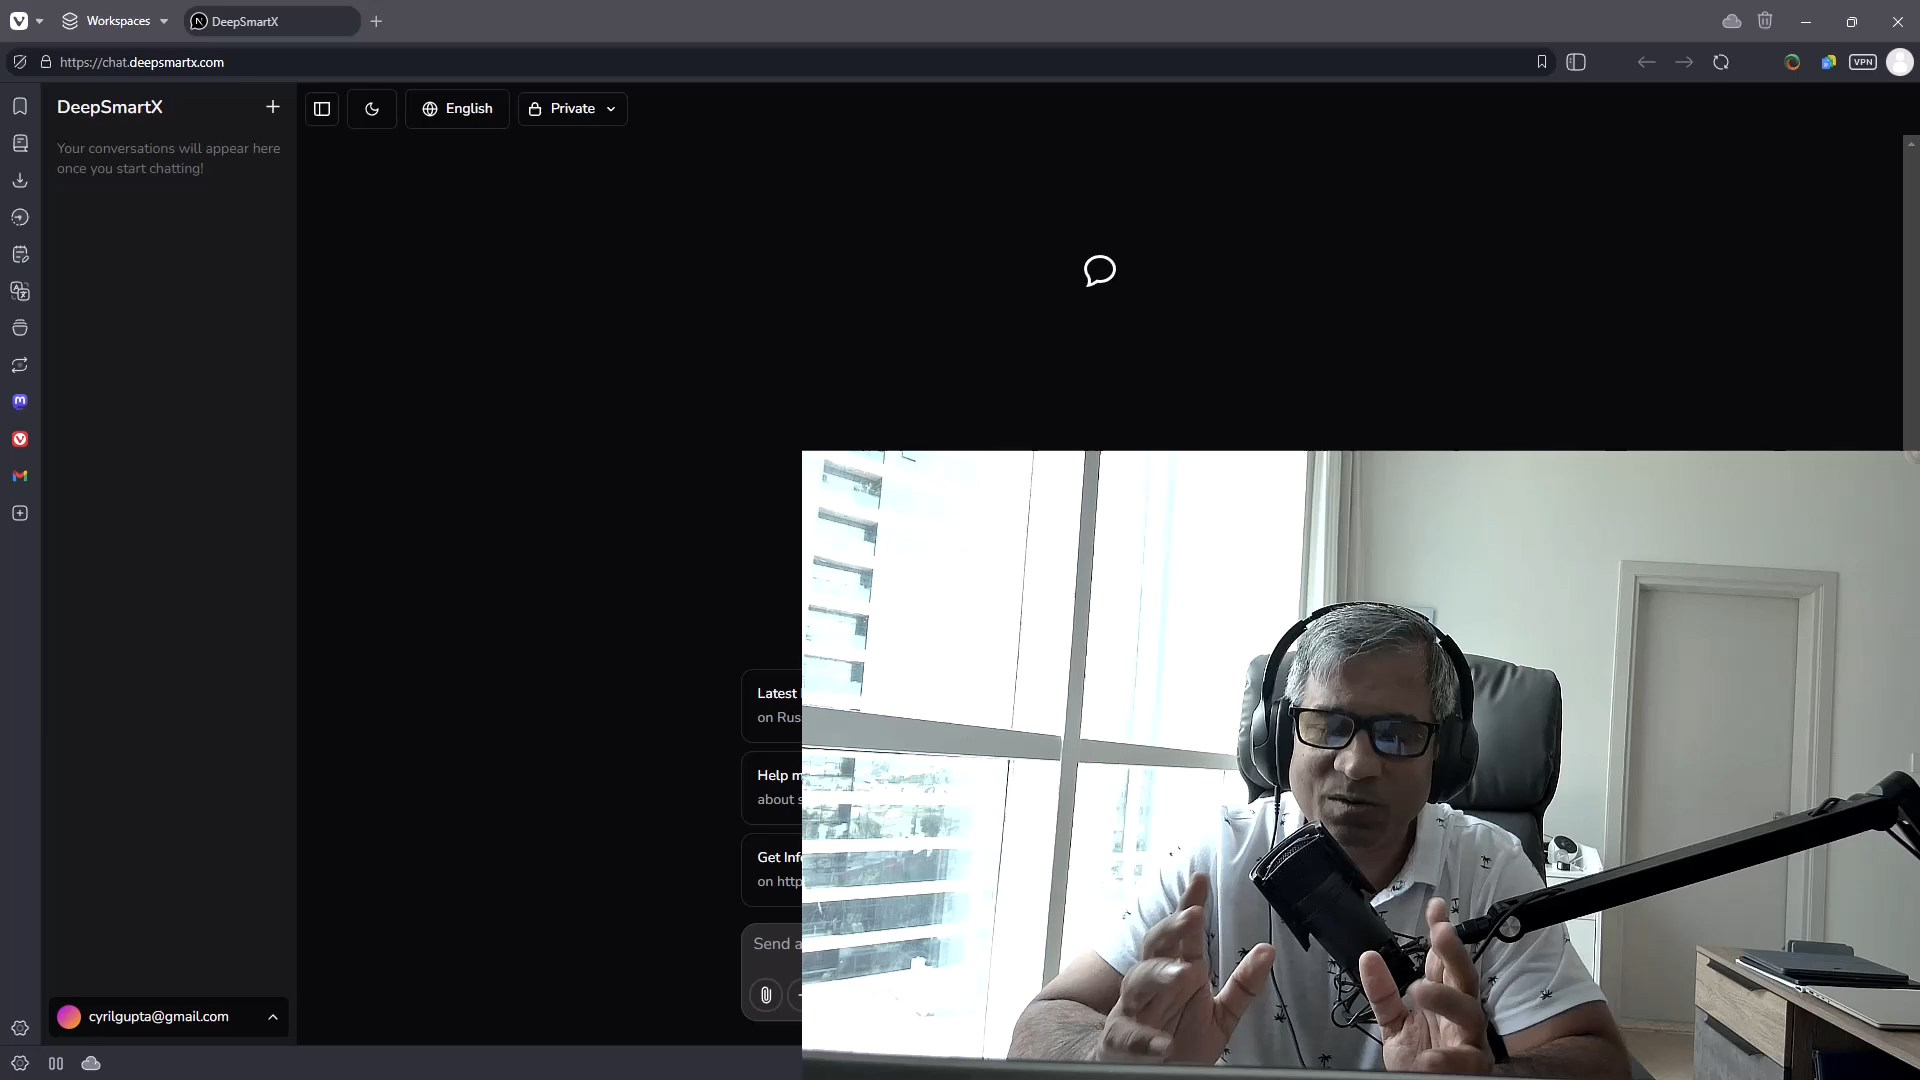 Workspaces
DeepSmartX
https://chat.deepsmartx.com
VPN
DeepSmartX
English
Private
Your conversations will appear here
once you start chatting!
Latest
on Rus
Help m
about s
Get Info
on http
Send a
cyrilgupta@gmail.com